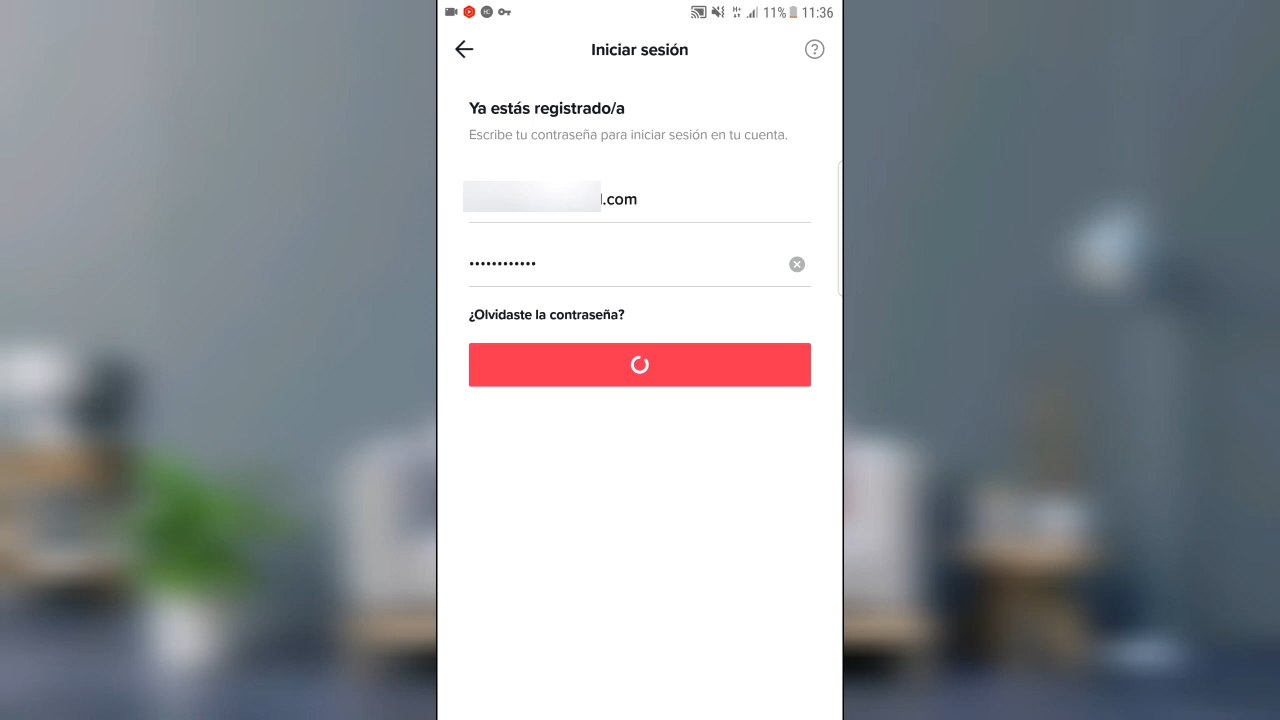 11% 11:36
Iniciar sesión
Ya estás registrado/a
Escribe tu contraseña para iniciar sesión en tu cuenta.
l.com
••••••••••••
¿Olvidaste la contraseña?